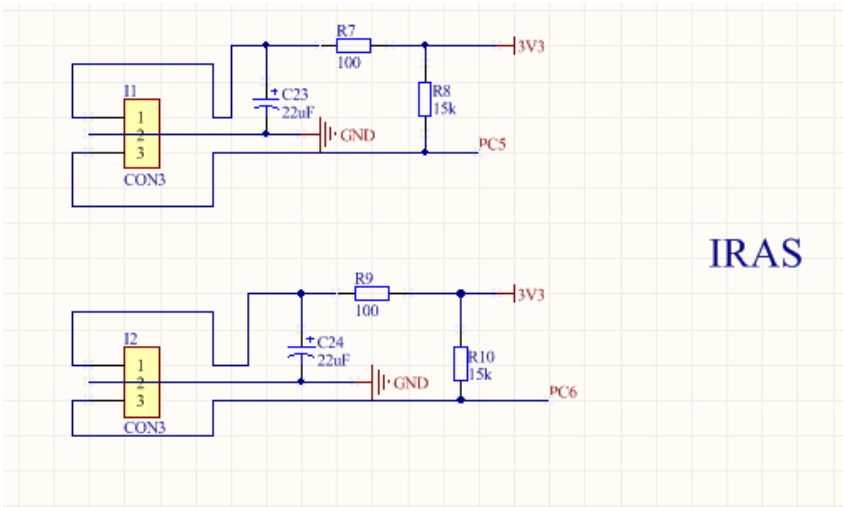 R7
100
3V3
I1
1
2
3
CON3
C23
22uF
R8
15k
GND
PC5
IRAS
R9
100
3V3
I2
1
2
3
CON3
C24
22uF
R10
15k
GND
PC6